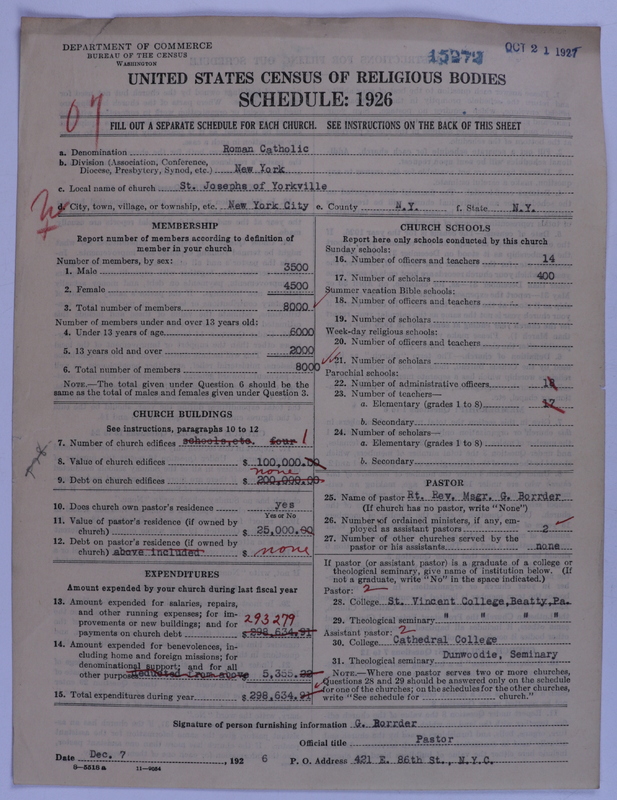 DEPARTMENT OF COMMERCE
BUREAU OF THE CENSUS
WASHINGTON
15272
OCT 21 1927
UNITED STATES CENSUS OF RELIGIOUS BODIES
SCHEDULE: 1926
07
FILL OUT A SEPARATE SCHEDULE FOR EACH CHURCH. SEE INSTRUCTIONS ON THE BACK OF THIS SHEET
a. Denomination Roman Catholic
b. Division (Association, Conference, Diocese, Presbytery, Synod, etc.) New York
c. Local name of church St. Josephs of Yorkville
d. City, town, village, or township, etc. New York City e. County N.Y. f. State N.Y.
MEMBERSHIP
Report number of members according to definition of
member in your church
Number of members, by sex:
1. Male 3500
2. Female 4500
3. Total number of members 8000
Number of members under and over 13 years old:
4. Under 13 years of age 6000
5. 13 years old and over 2000
6. Total number of members 8000
NOTE.—The total given under Question 6 should be the
same as the total of males and females given under Question 3.
CHURCH BUILDINGS
See instructions, paragraphs 10 to 12
7. Number of church edifices schools,etc. four 1
8. Value of church edifices $ 100,000.00
none
9. Debt on church edifices $ 200,000.00
10. Does church own pastor's residence yes
Yes or No
11. Value of pastor's residence (if owned by
church) $ 25,000.00
12. Debt on pastor's residence (if owned by
church) above included $ none
EXPENDITURES
Amount expended by your church during last fiscal year
13. Amount expended for salaries, repairs,
and other running expenses; for im-
provements or new buildings; and for 293279
payments on church debt $ 298,634.91
14. Amount expended for benevolences, in-
cluding home and foreign missions; for
denominational support; and for all
other purposes deducted from above 5,355.22
15. Total expenditures during year $ 298,634.91
CHURCH SCHOOLS
Report here only schools conducted by this church
Sunday schools:
16. Number of officers and teachers 14
17. Number of scholars 400
Summer vacation Bible schools:
18. Number of officers and teachers
19. Number of scholars
Week-day religious schools:
20. Number of officers and teachers
21. Number of scholars
Parochial schools:
22. Number of administrative officers 18
23. Number of teachers—
a. Elementary (grades 1 to 8) 17
b. Secondary
24. Number of scholars—
a. Elementary (grades 1 to 8)
b. Secondary
PASTOR
25. Name of pastor Rt. Rev. Msgr. G. Borrder
(If church has no pastor, write "None")
26. Number of ordained ministers, if any, em-
ployed as assistant pastors 2
27. Number of other churches served by the
pastor or his assistants none
If pastor (or assistant pastor) is a graduate of a college or
theological seminary, give name of institution below. (If
not a graduate, write "No" in the space indicated.)
Pastor: 2
28. College St. Vincent College,Beatty,Pa.
29. Theological seminary " " " "
Assistant pastor: 2
30. College Cathedral College
31. Theological seminary Dunwoodie, Seminary
NOTE.—Where one pastor serves two or more churches,
Questions 28 and 29 should be answered only on the schedule
for one of the churches; on the schedules for the other churches,
write "See schedule for church."
Signature of person furnishing information G. Borrder
Official title Pastor
Date Dec. 7, 192 6 P. O. Address 421 E. 86th St., N.Y.C.
9—5518 a 11—9024